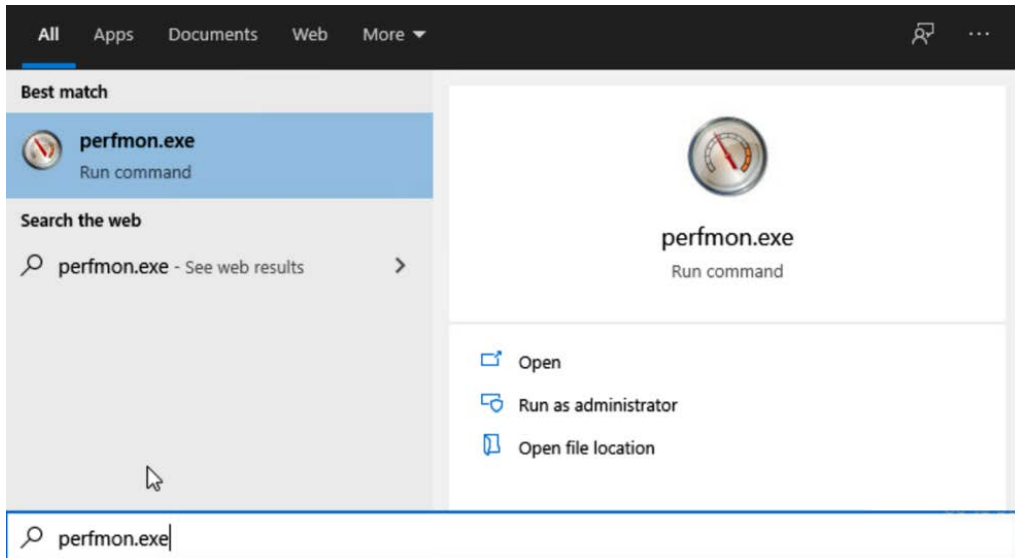 All Apps Documents Web More
Best match
perfmon.exe
Run command
Search the web
perfmon.exe - See web results
perfmon.exe
Run command
Open
Run as administrator
Open file location
perfmon.exe